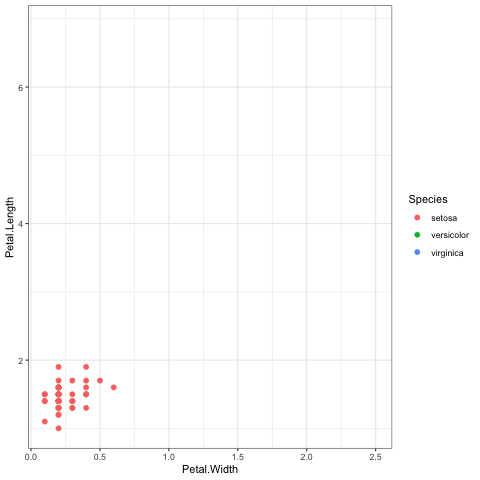 Petal.Length
6
4
2
0.0 0.5 1.0 1.5 2.0 2.5
Petal.Width
Species
setosa
versicolor
virginica